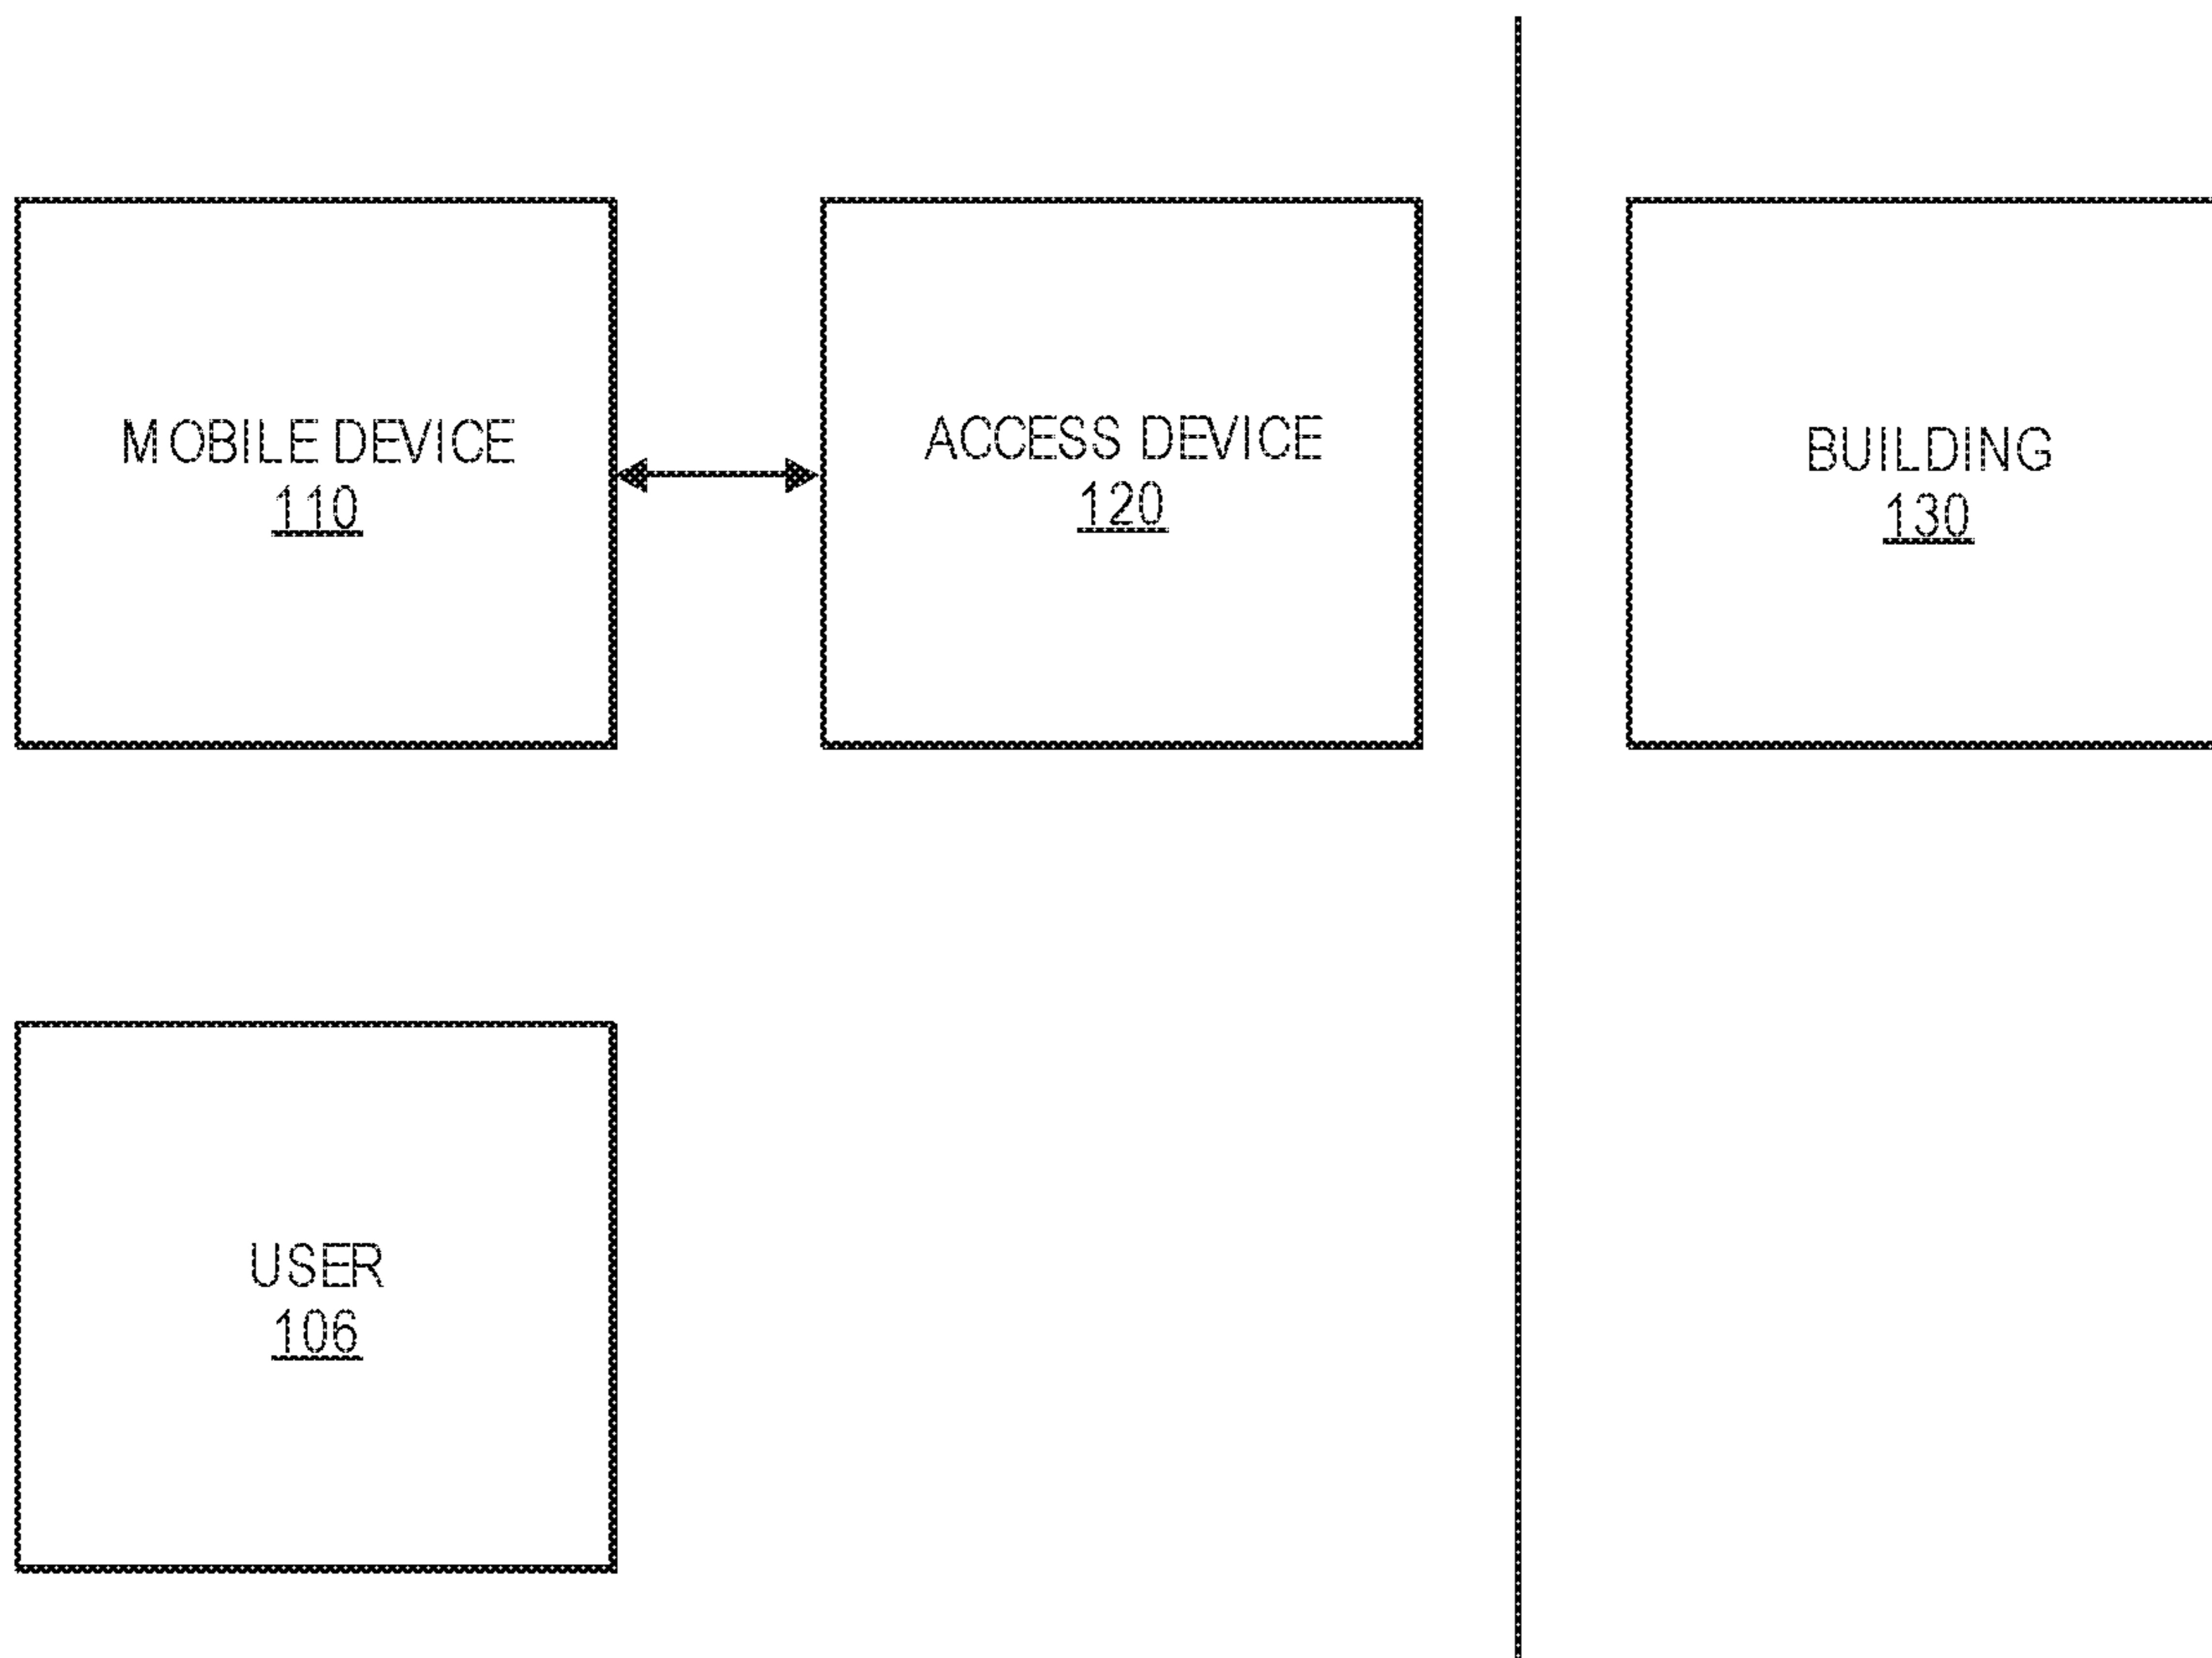 MOBILE DEVICE
110
ACCESS DEVICE
120
BUILDING
130
USER
106